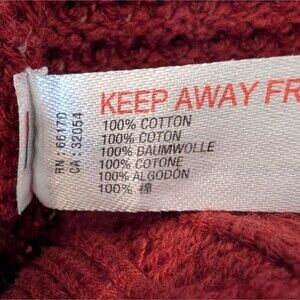 KEEP AWAY FR
100% COTTON
100% COTON
100% BAUMWOLLE
100% COTONE
100% ALGODÓN
100% 棉
RN: 66170
CA: 32054